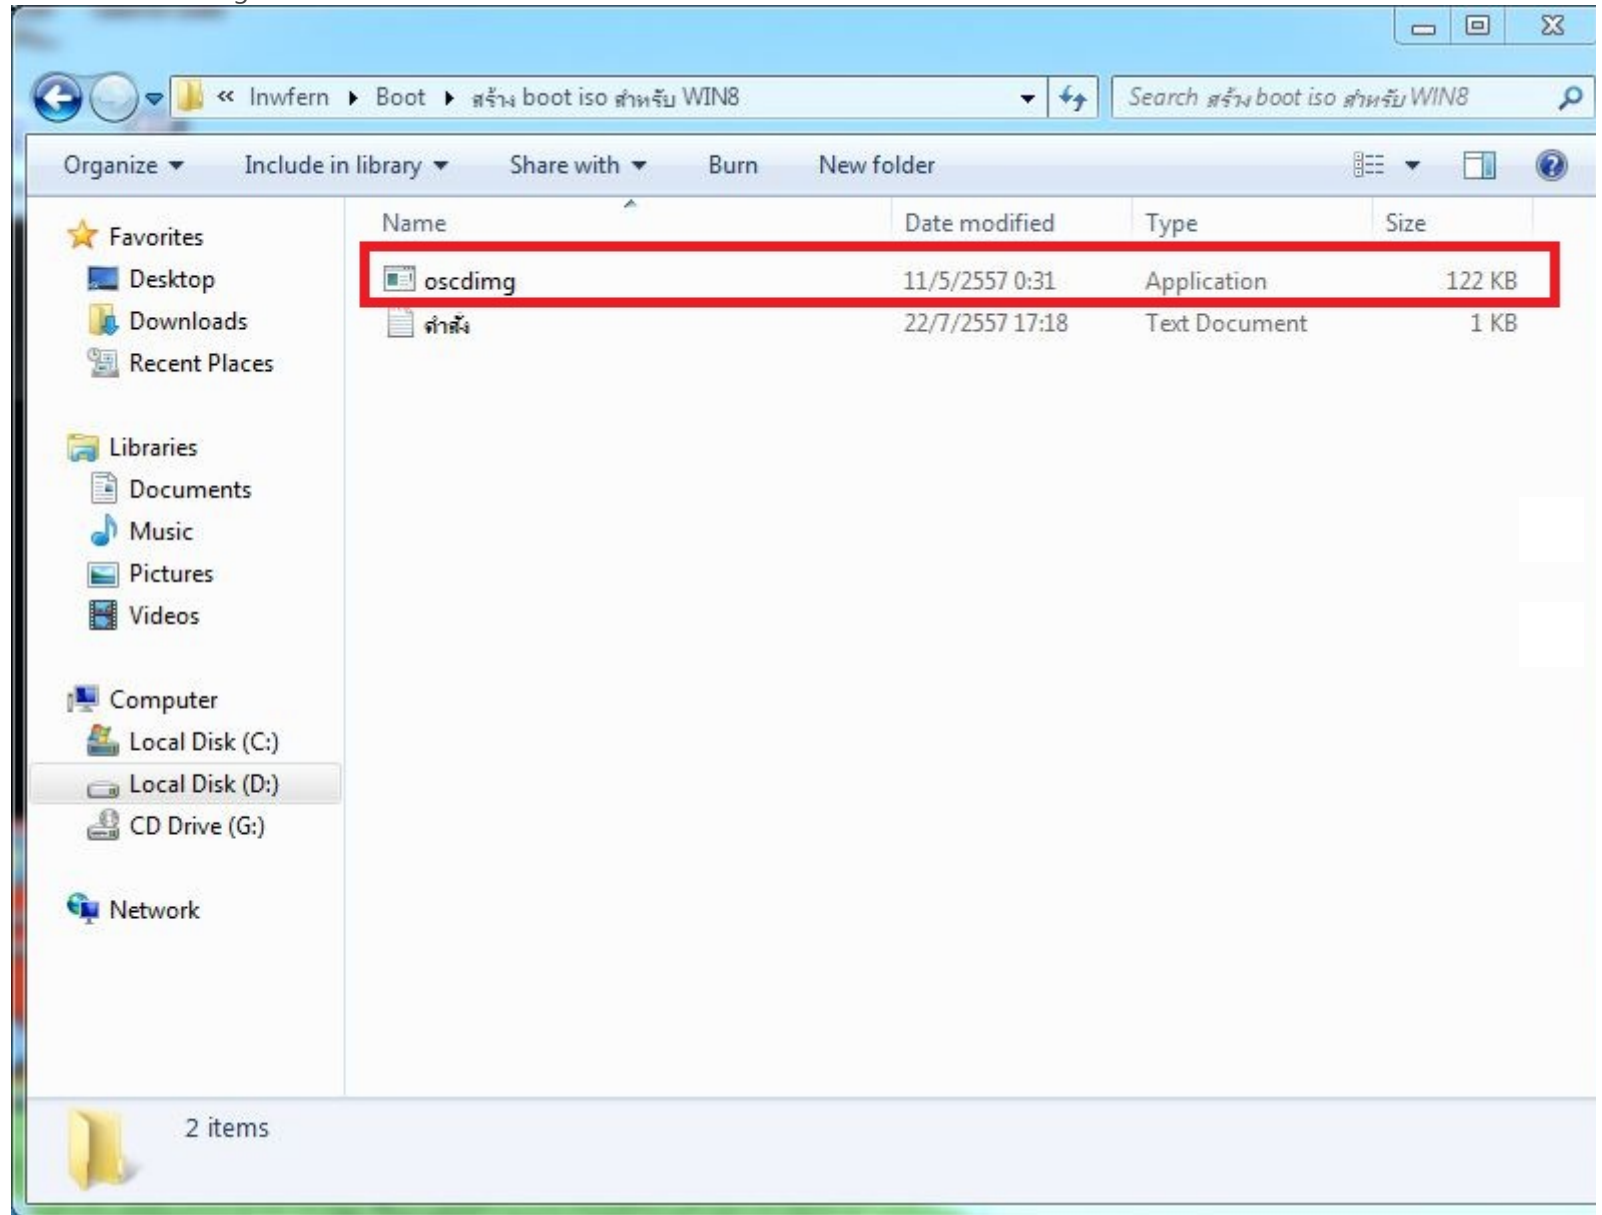 « lnwfern ▸ Boot ▸ สร้าง boot iso สำหรับ WIN8
Search สร้าง boot iso สำหรับ WIN8
Organize Include in library Share with Burn New folder
Name Date modified Type Size
oscdimg 11/5/2557 0:31 Application 122 KB
คำสั่ง 22/7/2557 17:18 Text Document 1 KB
Favorites
Desktop
Downloads
Recent Places
Libraries
Documents
Music
Pictures
Videos
Computer
Local Disk (C:)
Local Disk (D:)
CD Drive (G:)
Network
2 items